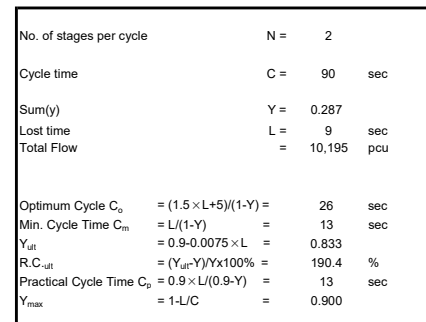 No. of stages per cycle N = 2
Cycle time C = 90 sec
Sum(y) Y = 0.287
Lost time L = 9 sec
Total Flow = 10,195 pcu
Optimum Cycle Cₒ = (1.5×L+5)/(1-Y) = 26 sec
Min. Cycle Time Cₘ = L/(1-Y) = 13 sec
Yᵤₗₜ = 0.9-0.0075×L = 0.833
R.C.ᵤₗₜ = (Yᵤₗₜ-Y)/Yx100% = 190.4 %
Practical Cycle Time Cₚ = 0.9×L/(0.9-Y) = 13 sec
Yₘₐₓ = 1-L/C = 0.900